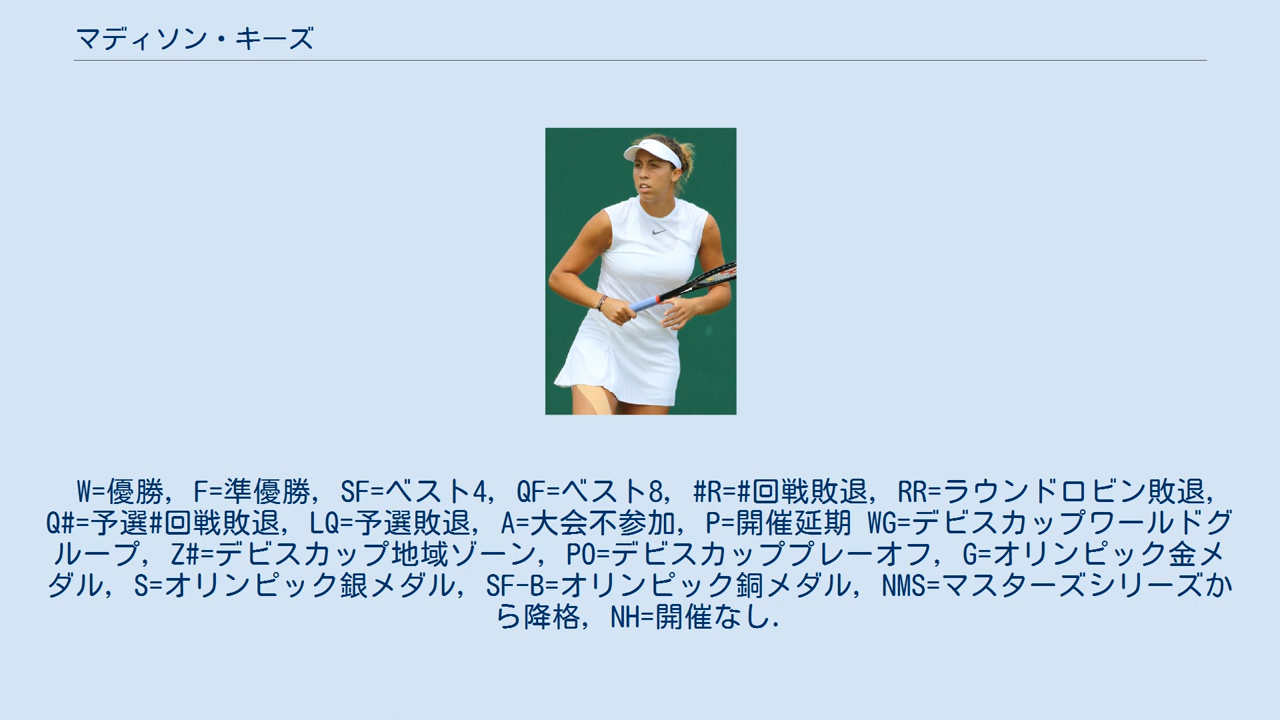 マディソン・キーズ
W=優勝, F=準優勝, SF=ベスト4, QF=ベスト8, #R=#回戦敗退, RR=ラウンドロビン敗退,
Q#=予選#回戦敗退, LQ=予選敗退, A=大会不参加, P=開催延期 WG=デビスカップワールドグ
ループ, Z#=デビスカップ地域ゾーン, PO=デビスカッププレーオフ, G=オリンピック金メ
ダル, S=オリンピック銀メダル, SF-B=オリンピック銅メダル, NMS=マスターズシリーズか
ら降格, NH=開催なし.